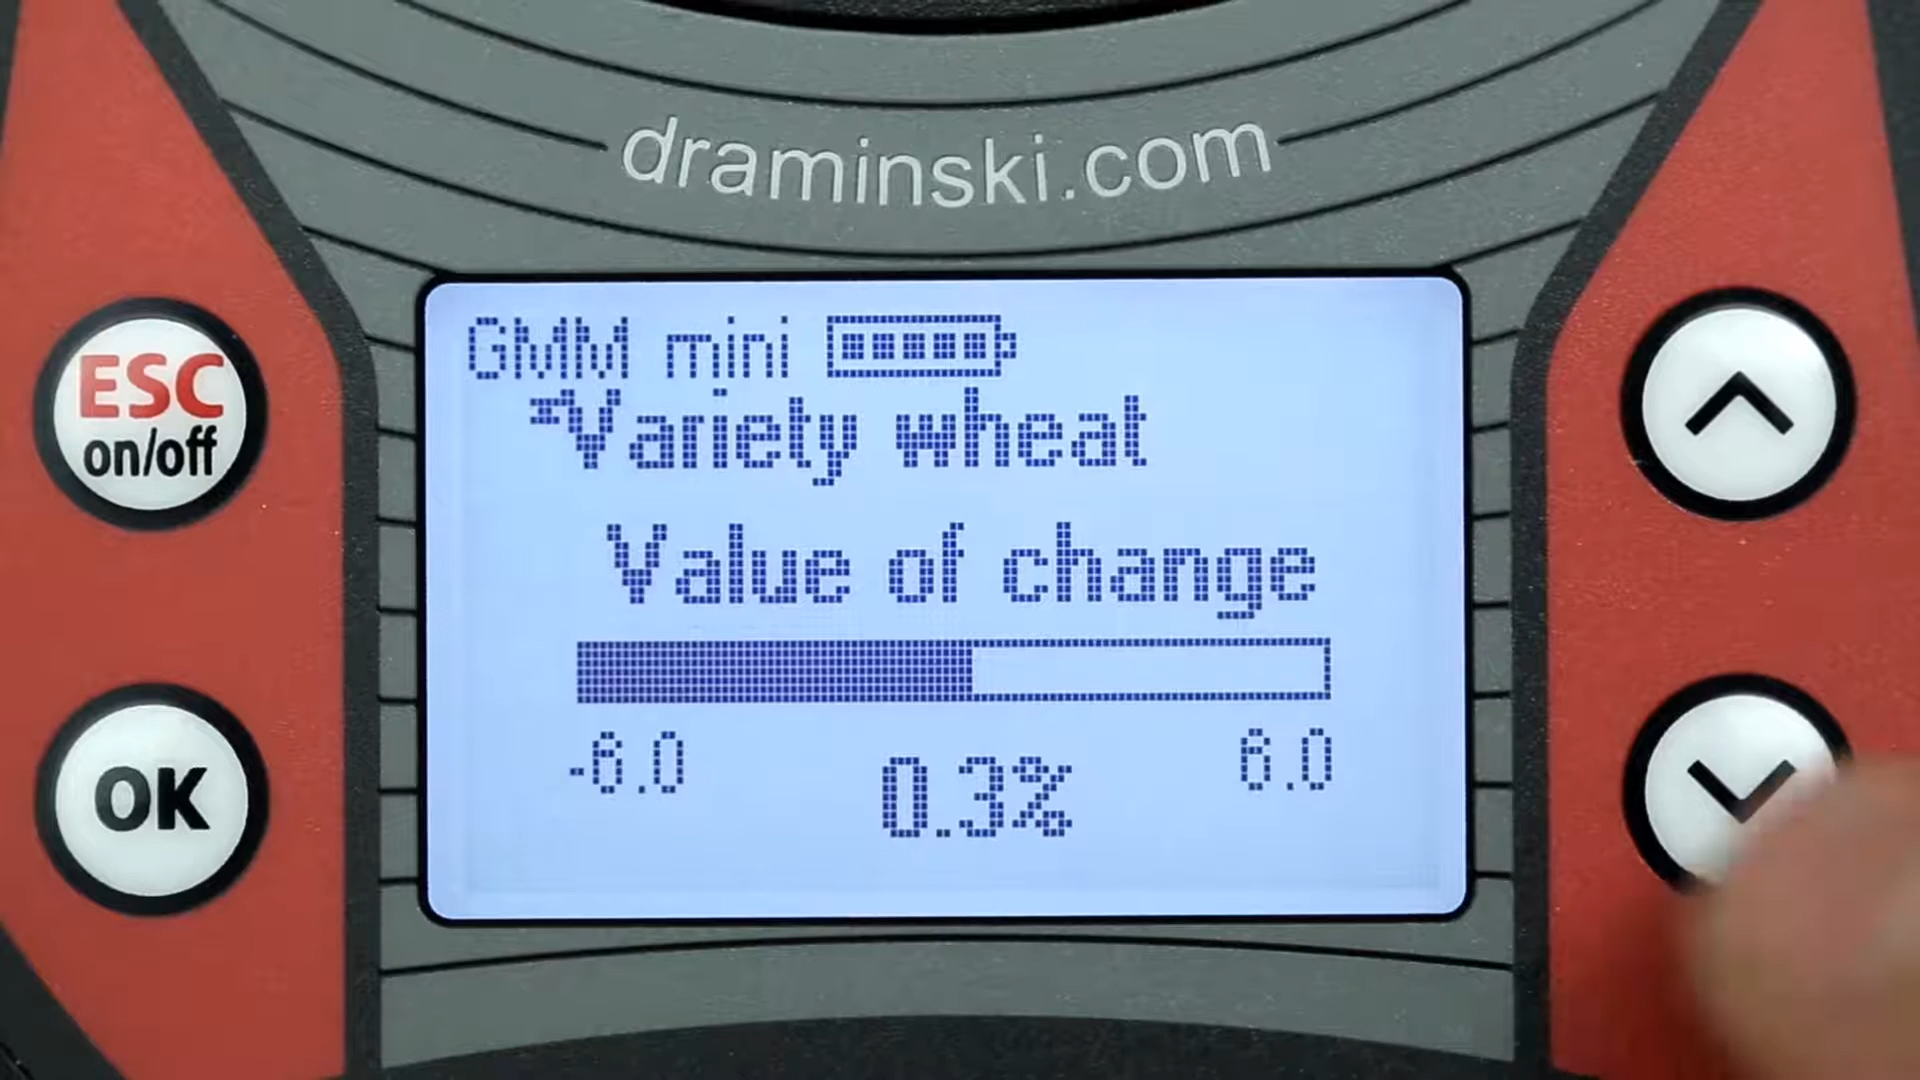 draminski.com
GMM mini
Variety wheat
Value of change
-6.0
6.0
0.3%
ESC
on/off
OK